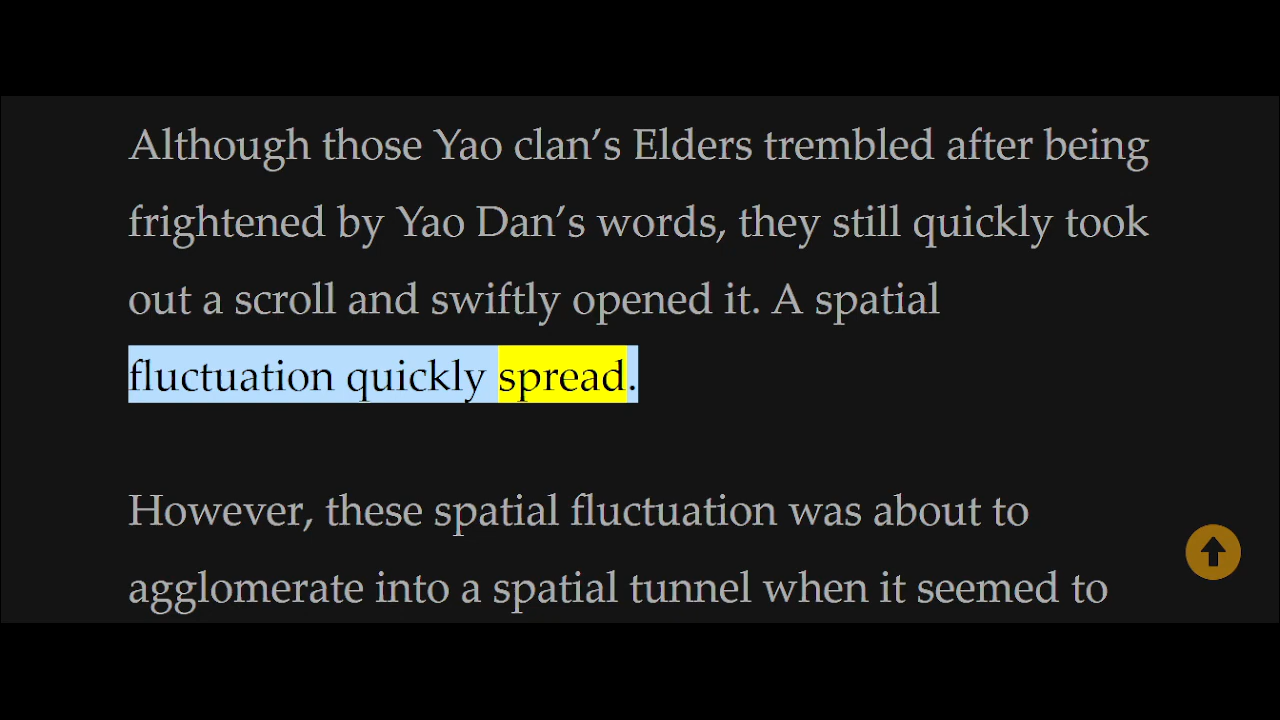 Although those Yao clan’s Elders trembled after being
frightened by Yao Dan’s words, they still quickly took
out a scroll and swiftly opened it. A spatial
fluctuation quickly spread.
However, these spatial fluctuation was about to
agglomerate into a spatial tunnel when it seemed to